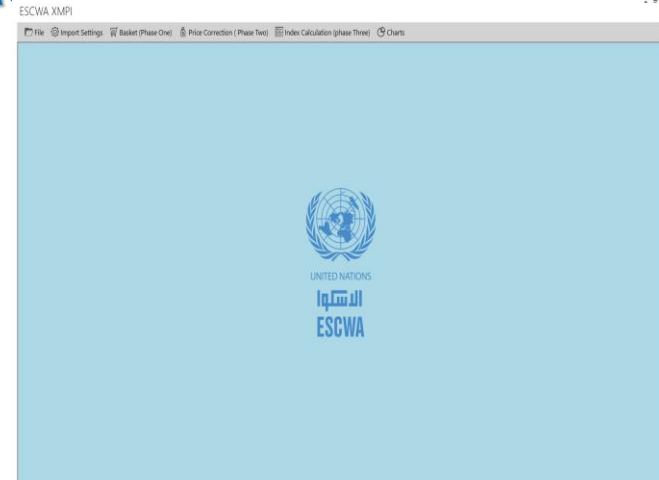 ESCWA XMPI
File Import Settings Basket (Phase One) Price Correction ( Phase Two) Index Calculation (phase Three) Charts
UNITED NATIONS
الاسكوا
ESCWA